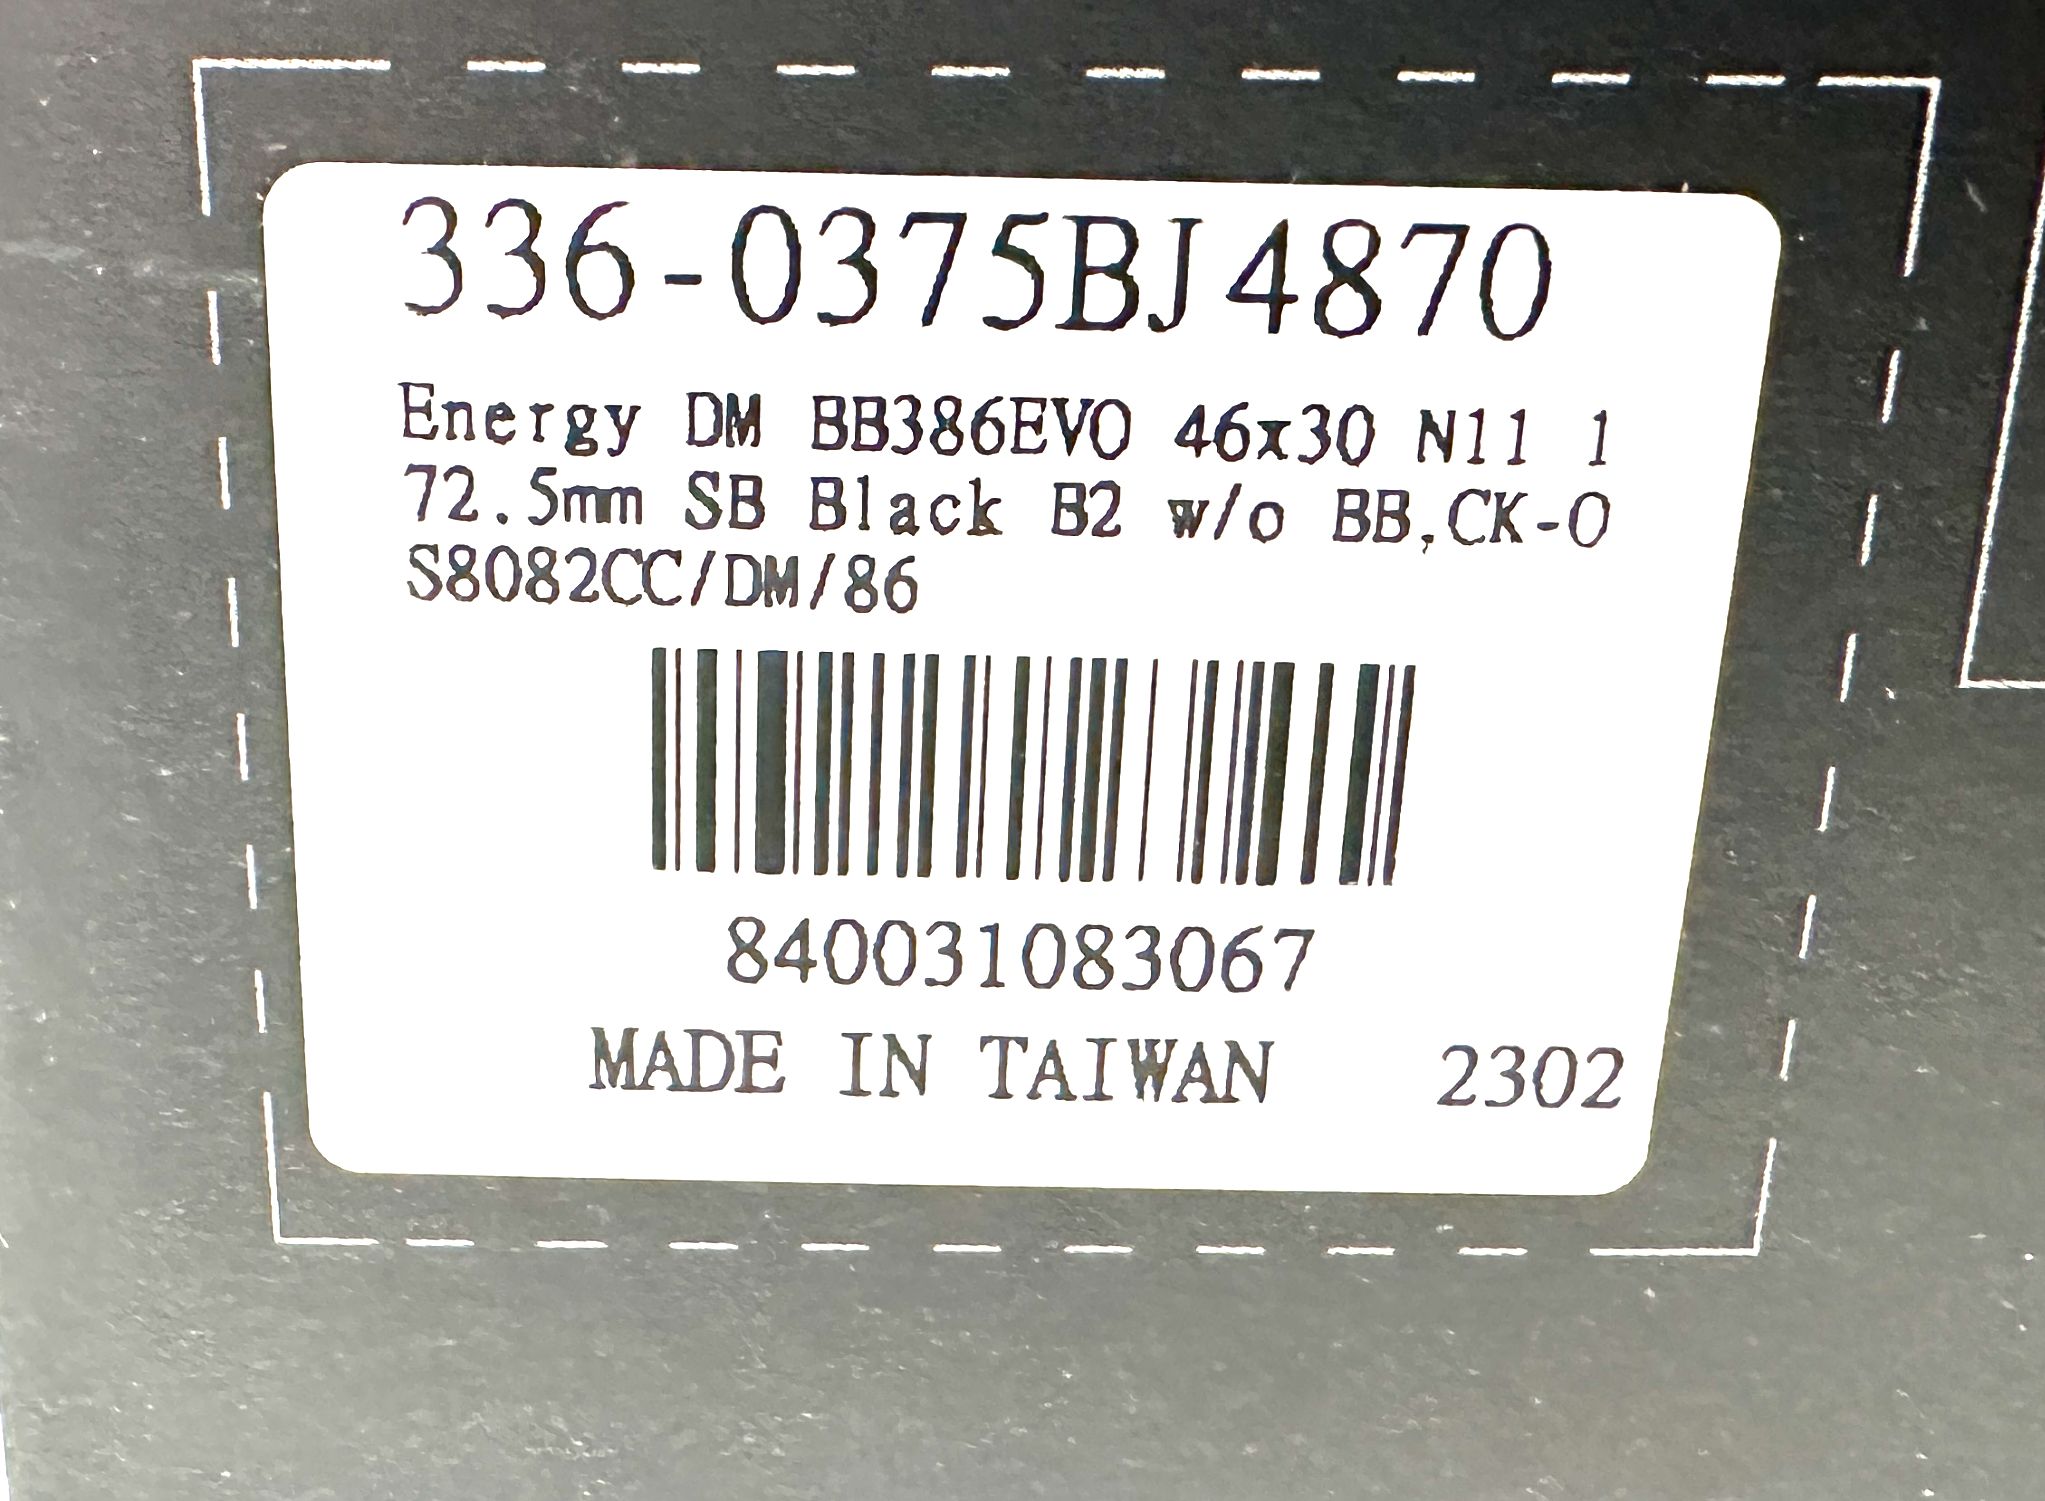 336-0375BJ4870
Energy DM BB386EVO 46x30 N11 1
72.5mm SB Black B2 w/o BB,CK-O
S8082CC/DM/86
840031083067
MADE IN TAIWAN 2302